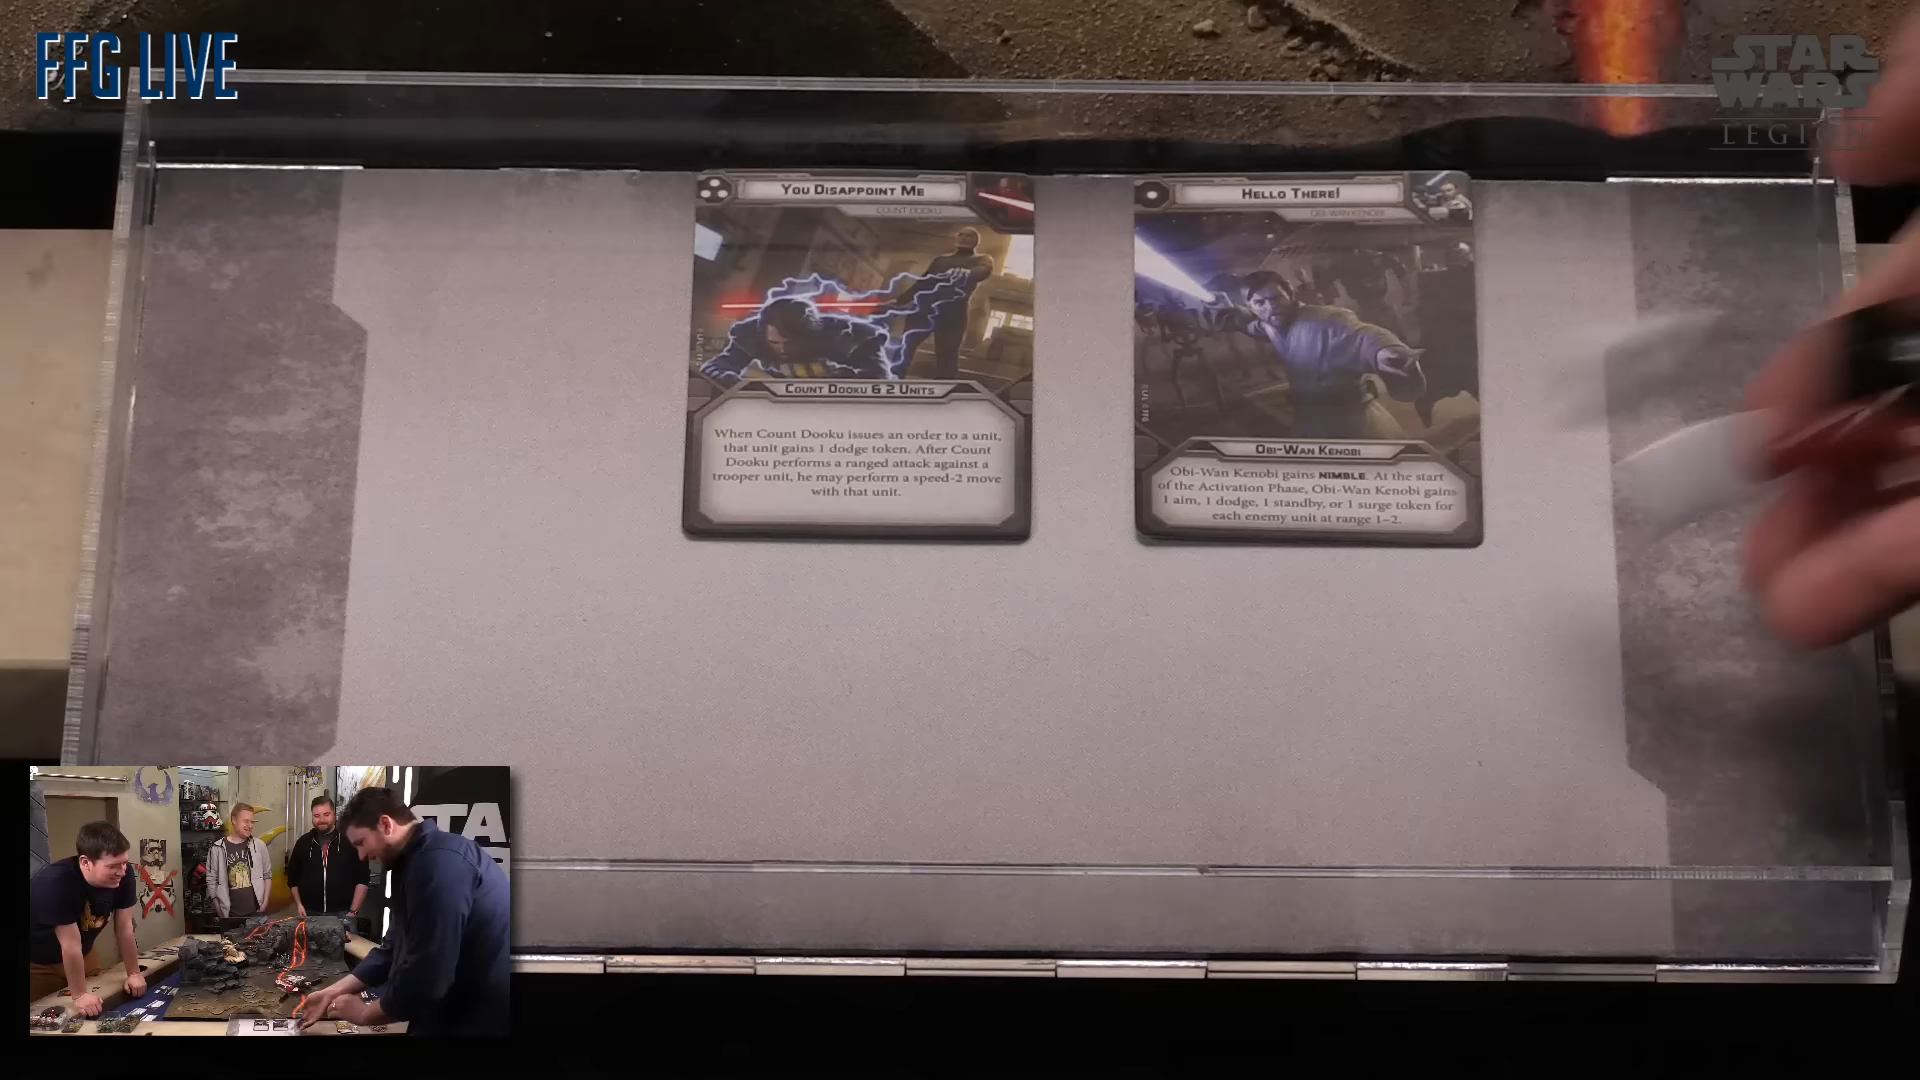 FFG LIVE
STAR
WARS
LEGION
YOU DISAPPOINT ME
COUNT DOOKU
COUNT DOOKU & 2 UNITS
When Count Dooku issues an order to a unit,
that unit gains 1 dodge token. After Count
Dooku performs a ranged attack against a
trooper unit, he may perform a speed-2 move
with that unit.
HELLO THERE!
OBI-WAN KENOBI
OBI-WAN KENOBI
Obi-Wan Kenobi gains NIMBLE. At the start
of the Activation Phase, Obi-Wan Kenobi gains
1 aim, 1 dodge, 1 standby, or 1 surge token for
each enemy unit at range 1–2.
STA